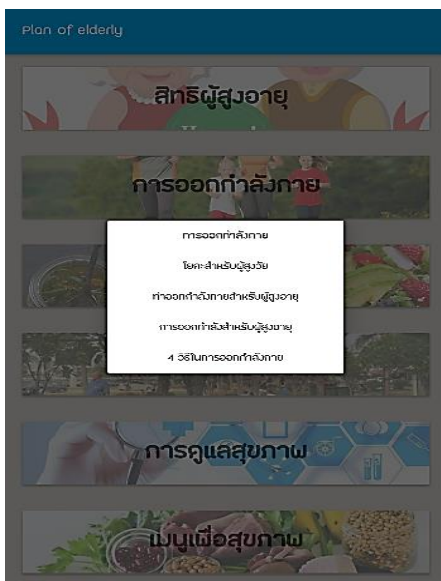 Plan of elderly
สิทธิผู้สูงอายุ
การออกกำลังกาย
การออกกำลังกาย
โยคะสำหรับผู้สูงวัย
ท่าออกกำลังกายสำหรับผู้สูงอายุ
การออกกำลังสำหรับผู้สูงอายุ
4 วิธีในการออกกำลังกาย
การดูแลสุขภาพ
เมนูเพื่อสุขภาพ